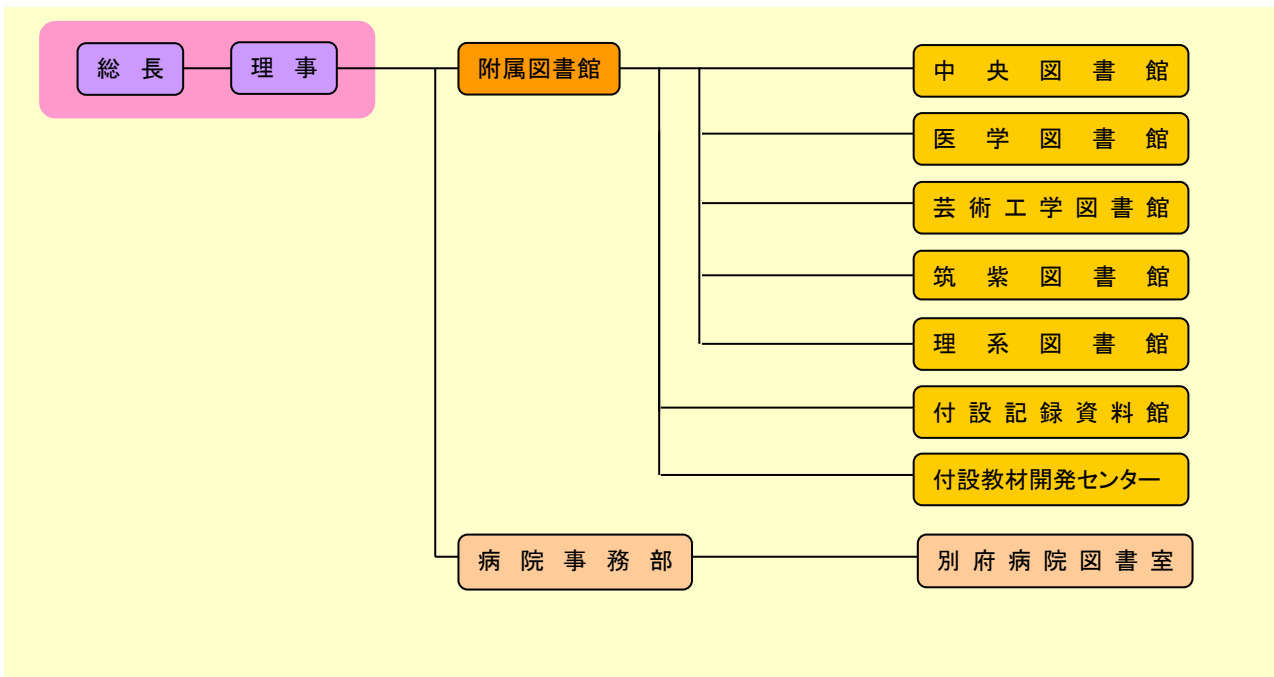 総長
理事
附属図書館
中央図書館
医学図書館
芸術工学図書館
筑紫図書館
理系図書館
付設記録資料館
付設教材開発センター
病院事務部
別府病院図書室